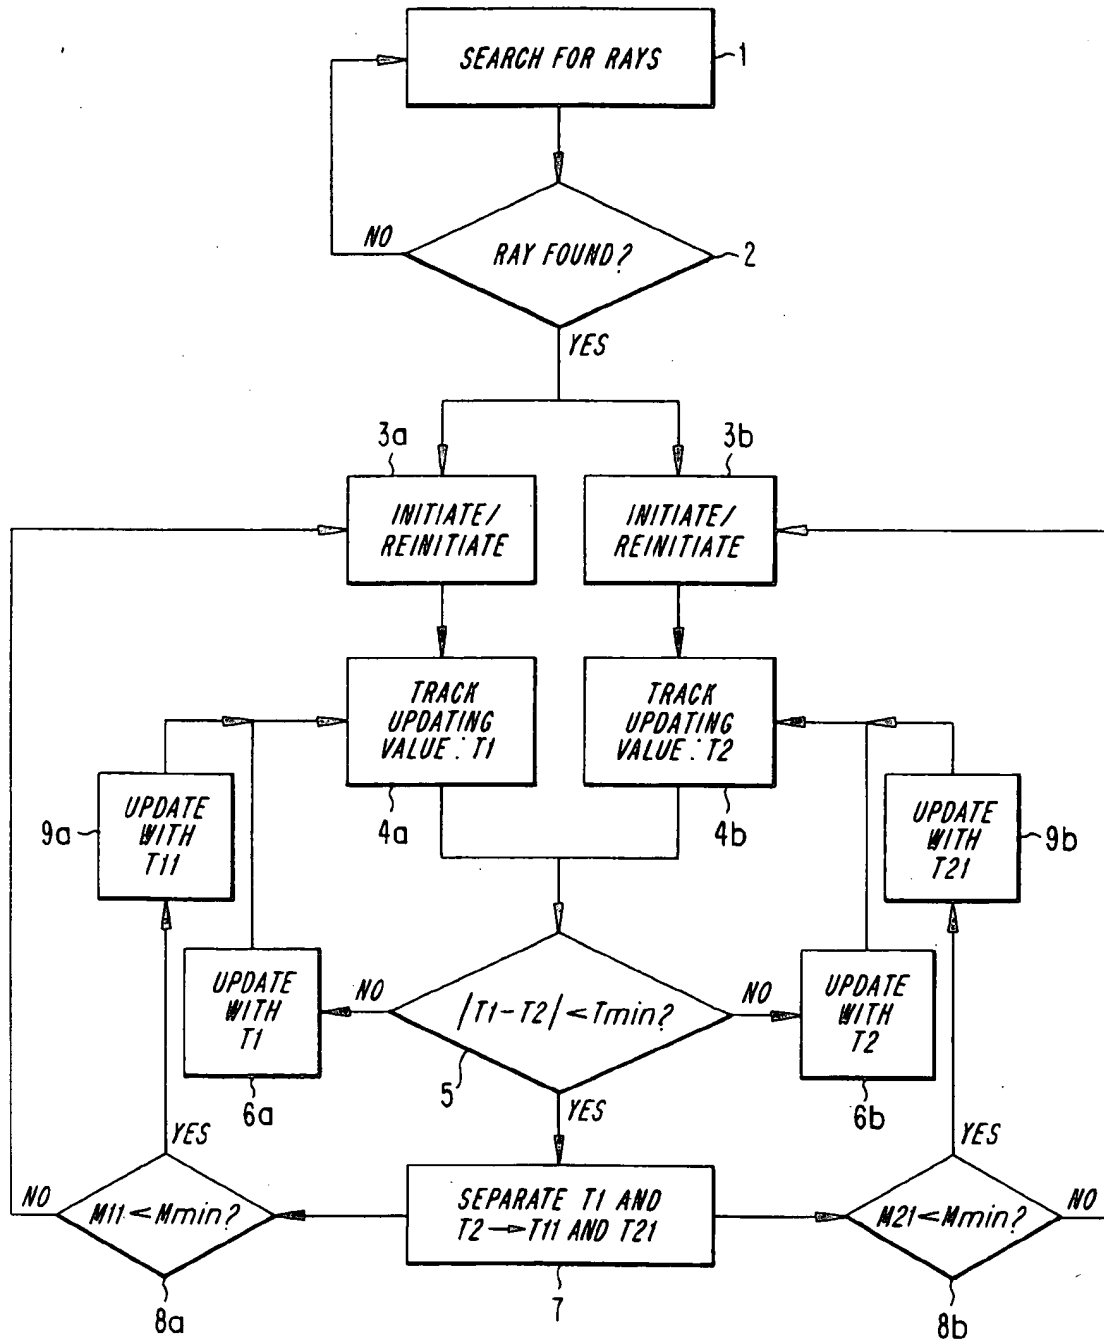 SEARCH FOR RAYS
1
NO
RAY FOUND?
2
YES
3a
3b
INITIATE/
REINITIATE
INITIATE/
REINITIATE
TRACK
UPDATING
VALUE: T1
TRACK
UPDATING
VALUE: T2
4a
4b
9a
UPDATE
WITH
T11
UPDATE
WITH
T21
9b
UPDATE
WITH
T1
NO
|T1-T2|<Tmin?
NO
UPDATE
WITH
T2
6a
5
6b
YES
YES
YES
NO
M11<Mmin?
SEPARATE T1 AND
T2→T11 AND T21
M21<Mmin?
NO
8a
7
8b